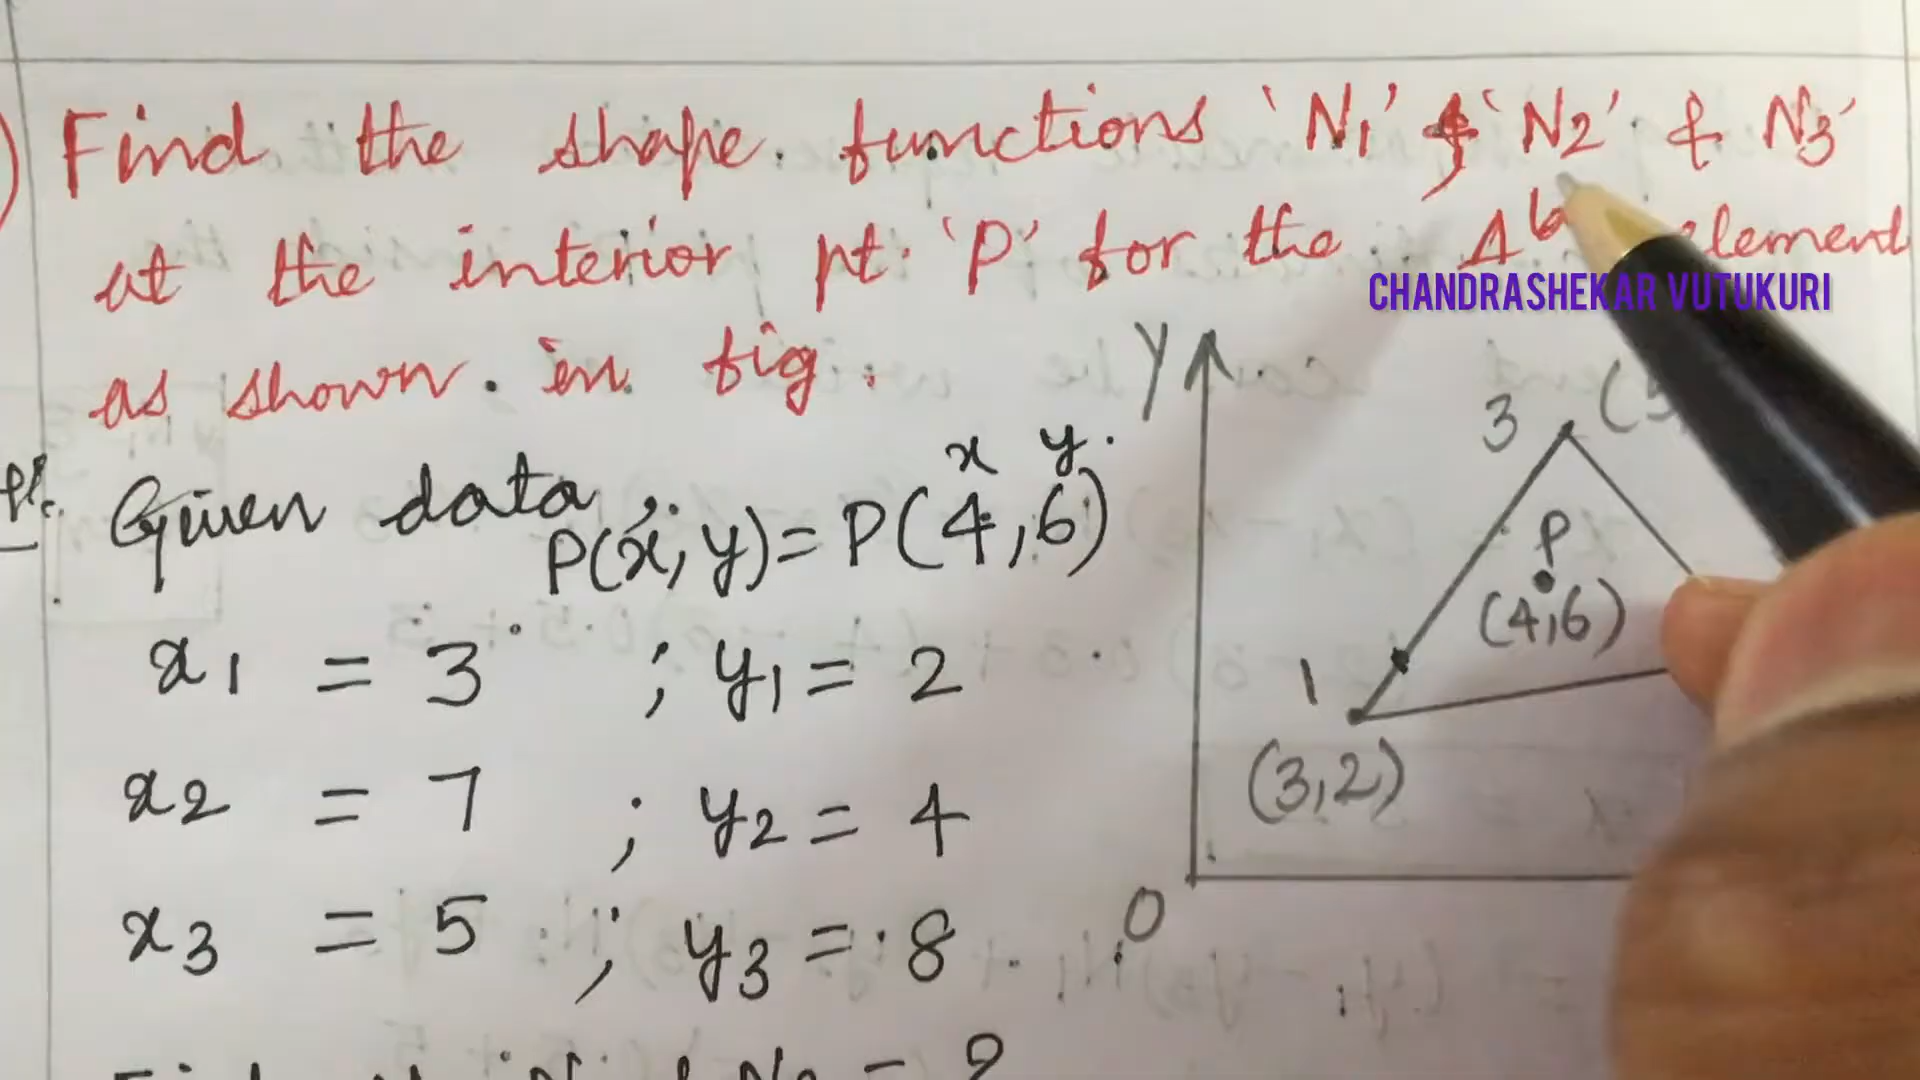 Find the shape functions 'N1' & 'N2' & N3'
at the interior pt. 'P' for the element
CHANDRASHEKAR VUTUKURI
as shown in fig.
Y
3
(5,
x y
Given data,
P(x, y) = P(4,6)
P
(4,6)
x1 = 3 ; y1 = 2
1
(3,2)
x2 = 7 ; y2 = 4
x3 = 5 ; y3 = 8
0